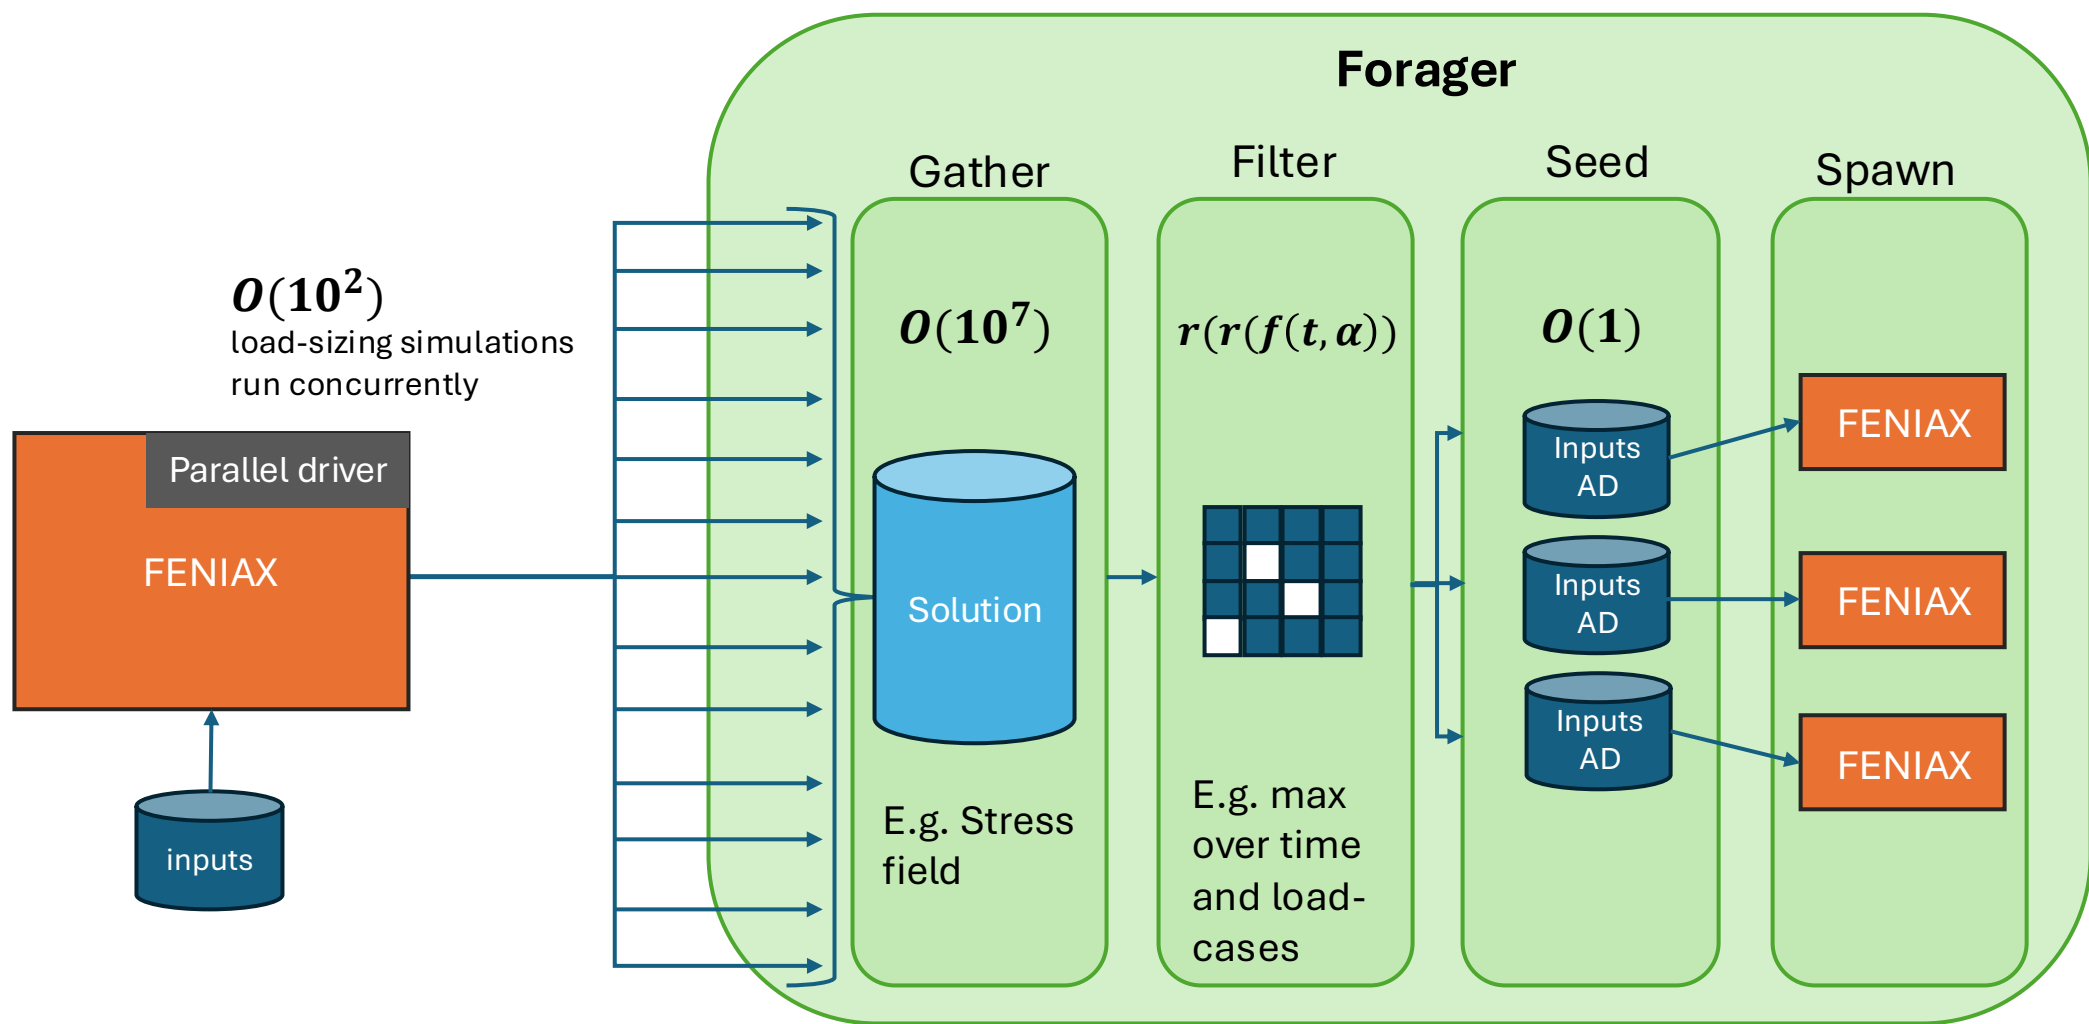 Forager
Gather
Filter
Seed
Spawn
O(10²)
load-sizing simulations
run concurrently
Parallel driver
FENIAX
inputs
O(10⁷)
Solution
E.g. Stress
field
r(r(f(t, α))
E.g. max
over time
and load-
cases
O(1)
Inputs
AD
Inputs
AD
Inputs
AD
FENIAX
FENIAX
FENIAX